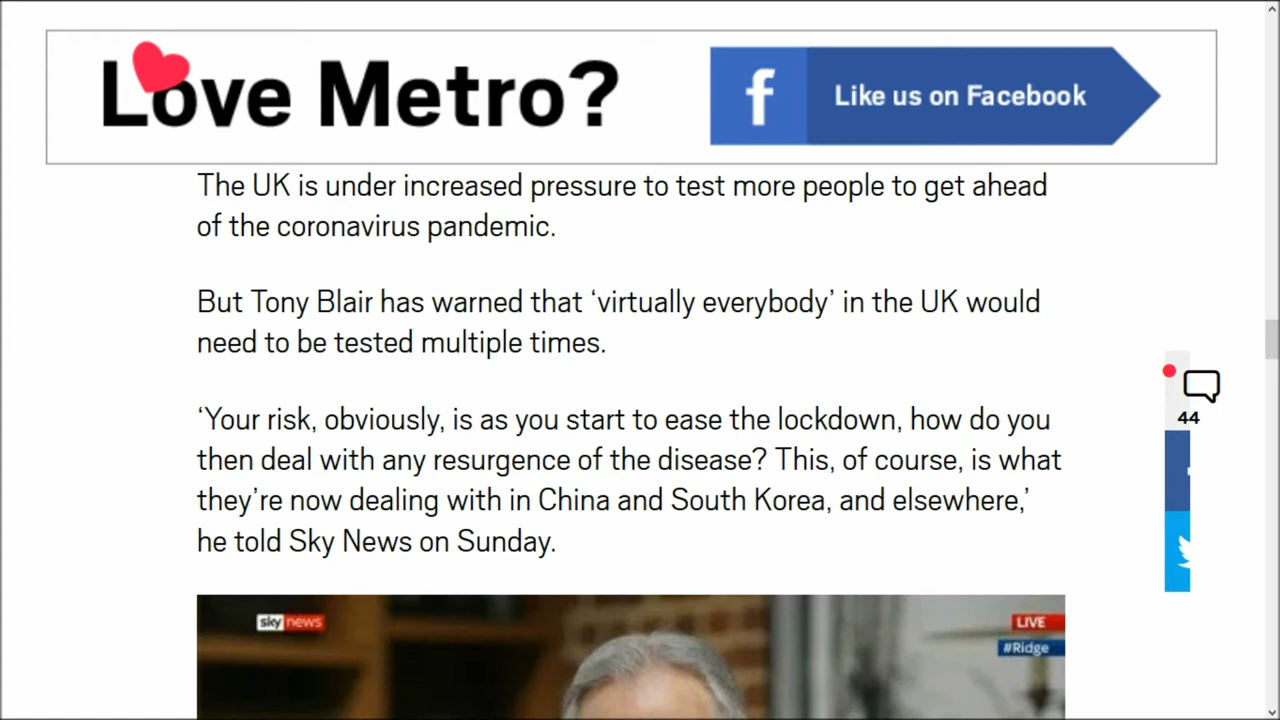 Love Metro?
Like us on Facebook
The UK is under increased pressure to test more people to get ahead
of the coronavirus pandemic.
But Tony Blair has warned that ‘virtually everybody’ in the UK would
need to be tested multiple times.
‘Your risk, obviously, is as you start to ease the lockdown, how do you
then deal with any resurgence of the disease? This, of course, is what
they’re now dealing with in China and South Korea, and elsewhere,’
he told Sky News on Sunday.
44
sky news
LIVE
#Ridge